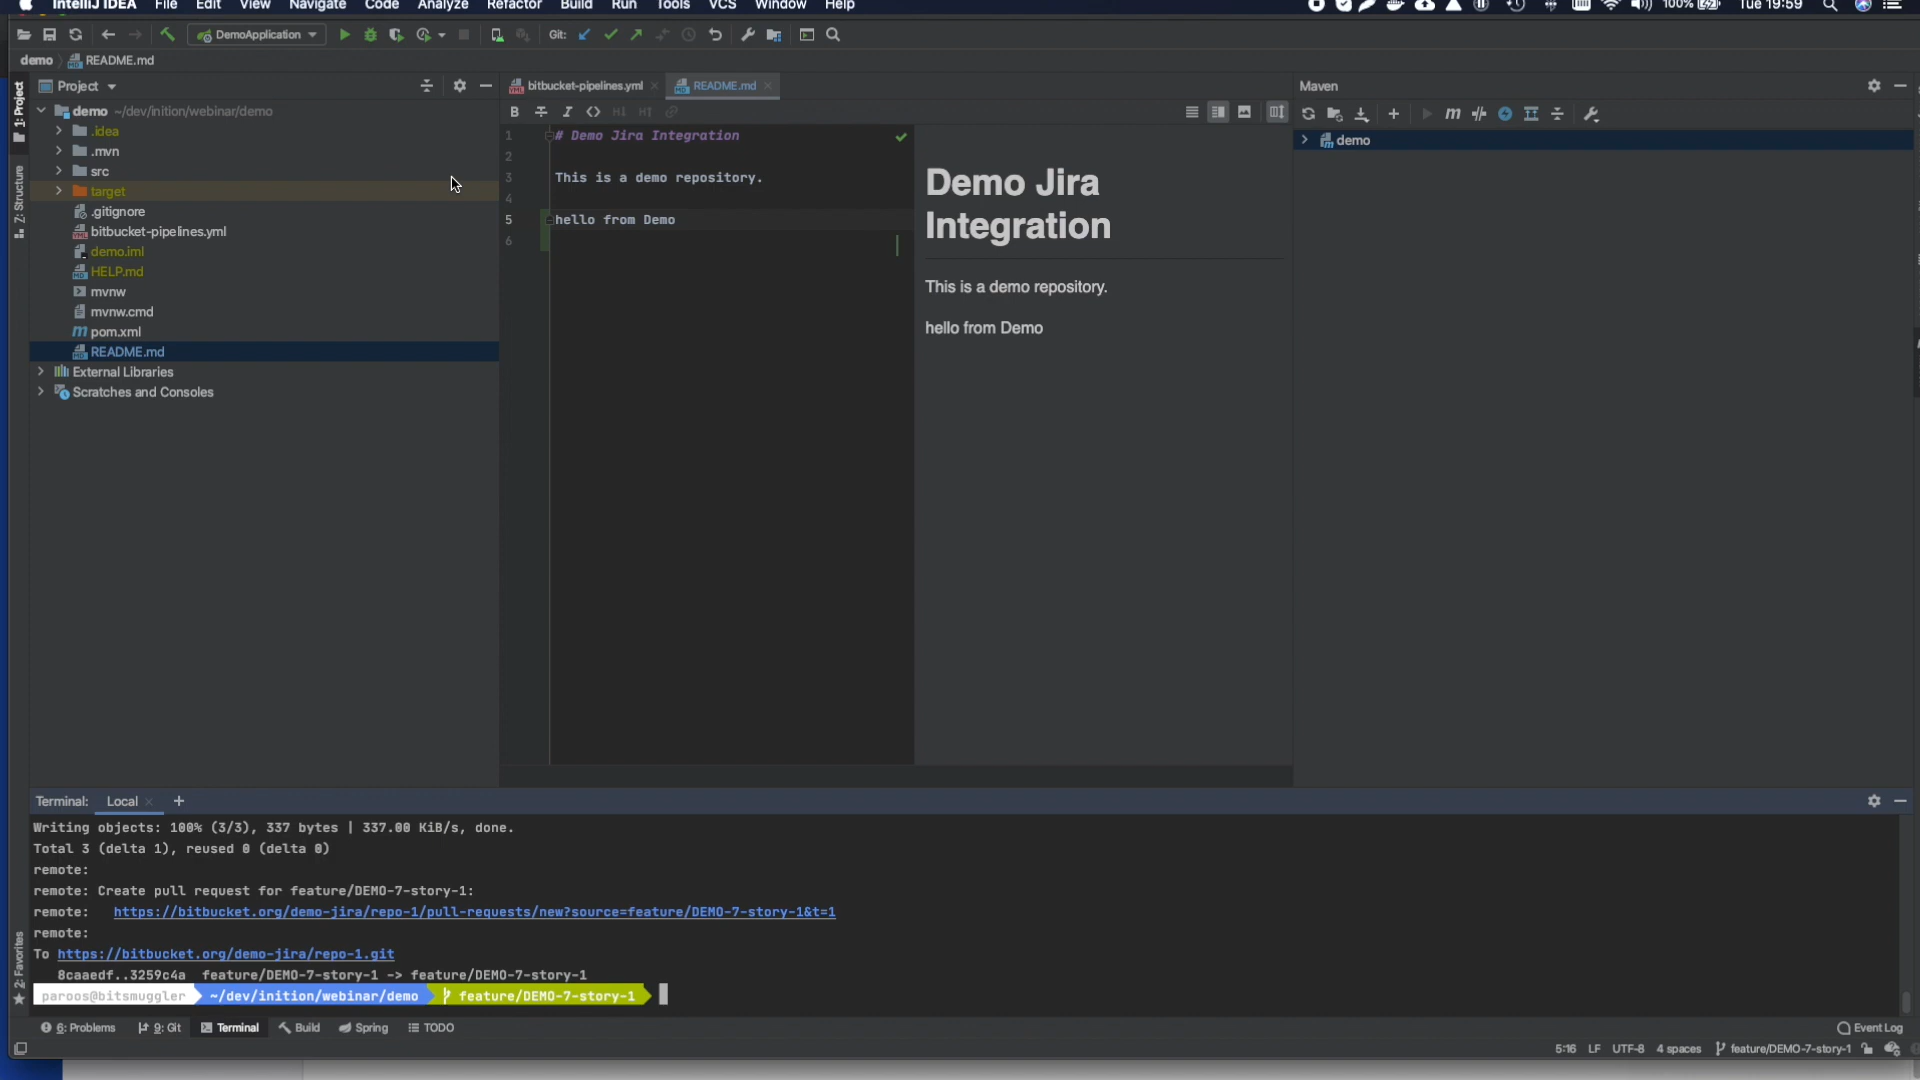 IntelliJ IDEA File Edit View Navigate Code Analyze Refactor Build Run Tools VCS Window Help 100% Tue 19:59
DemoApplication Git:
demo README.md
Project
bitbucket-pipelines.yml README.md
Maven
demo ~/dev/inition/webinar/demo
.idea
.mvn
src
target
.gitignore
bitbucket-pipelines.yml
demo.iml
HELP.md
mvnw
mvnw.cmd
pom.xml
README.md
External Libraries
Scratches and Consoles
1: Project
7: Structure
2: Favorites
1 # Demo Jira Integration
2
3 This is a demo repository.
4
5 hello from Demo
6
Demo Jira
Integration
This is a demo repository.
hello from Demo
demo
Terminal: Local +
Writing objects: 100% (3/3), 337 bytes | 337.00 KiB/s, done.
Total 3 (delta 1), reused 0 (delta 0)
remote:
remote: Create pull request for feature/DEMO-7-story-1:
remote: https://bitbucket.org/demo-jira/repo-1/pull-requests/new?source=feature/DEMO-7-story-1&t=1
remote:
To https://bitbucket.org/demo-jira/repo-1.git
8caaedf..3259c4a feature/DEMO-7-story-1 -> feature/DEMO-7-story-1
paroos@bitsmuggler ~/dev/inition/webinar/demo feature/DEMO-7-story-1
6: Problems 9: Git Terminal Build Spring TODO Event Log
5:16 LF UTF-8 4 spaces feature/DEMO-7-story-1